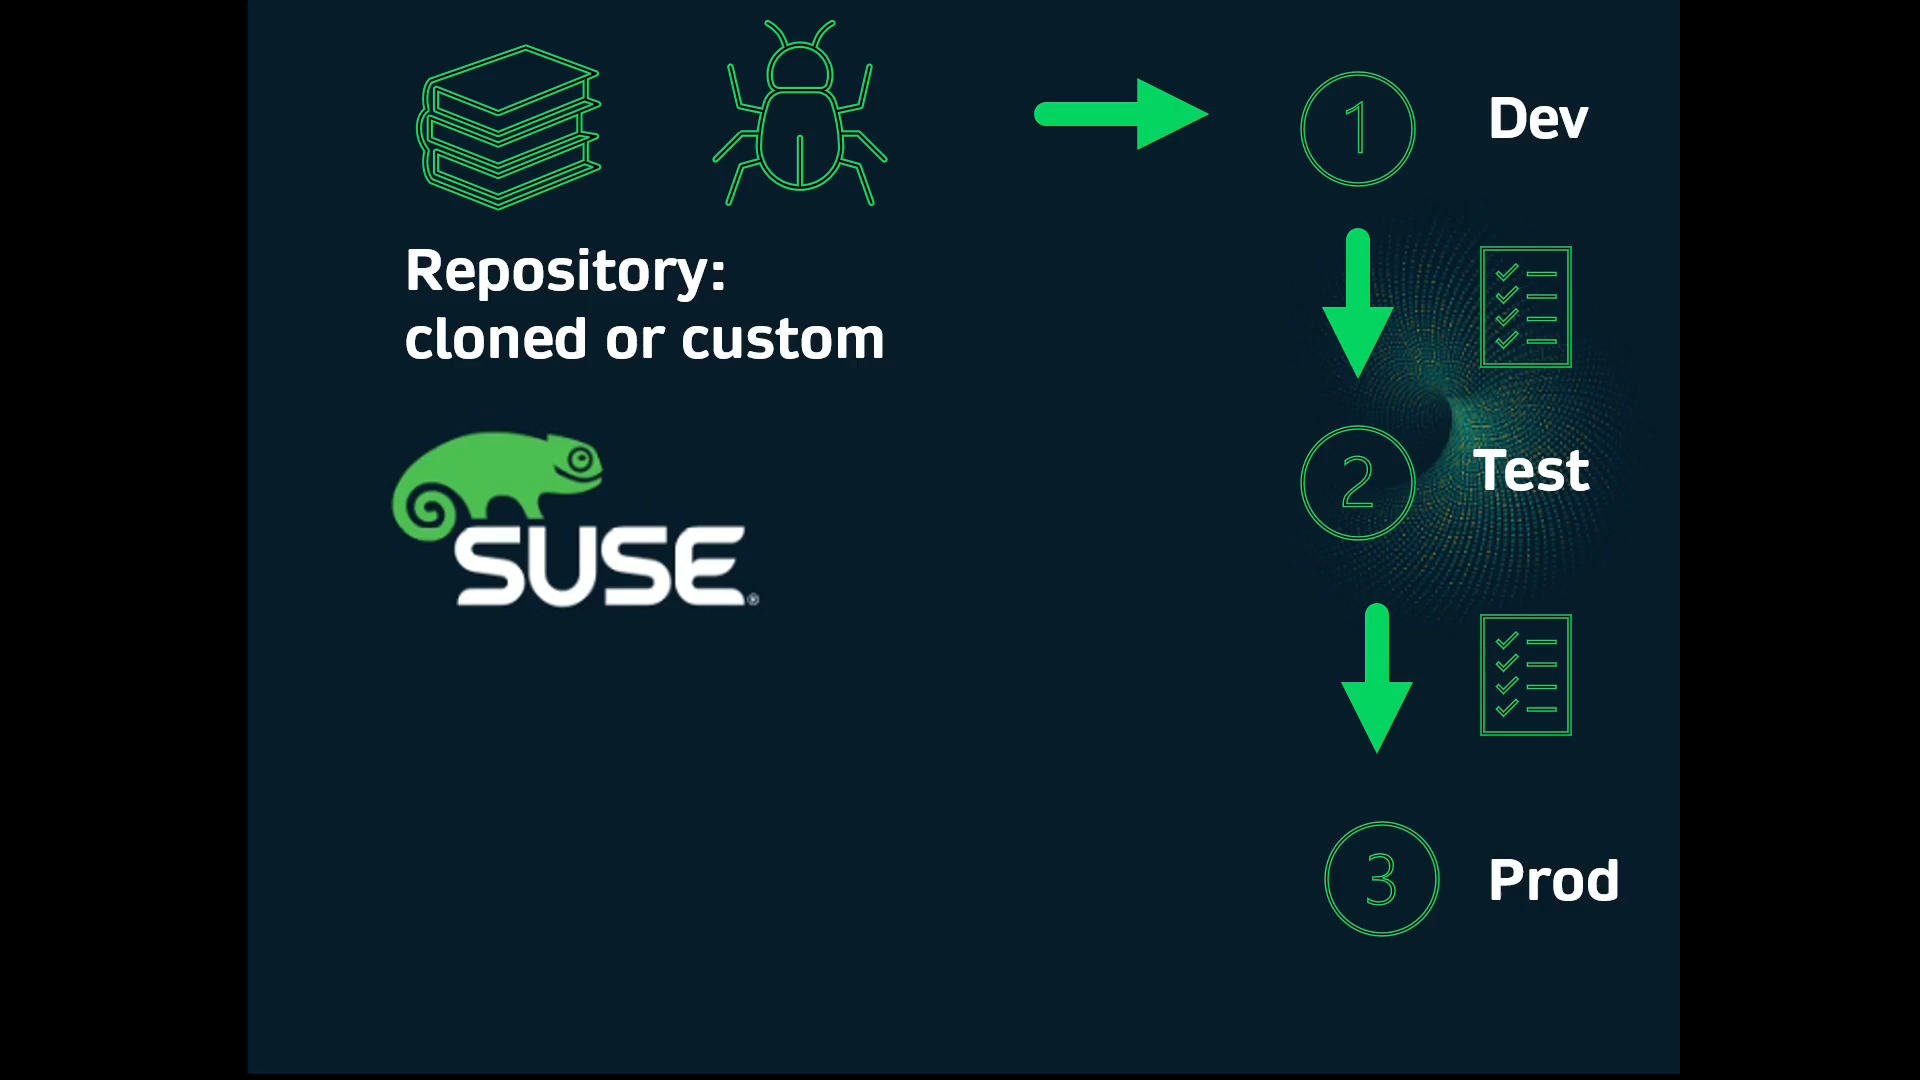 1
Dev
Repository:
cloned or custom
2
Test
SUSE®
3
Prod